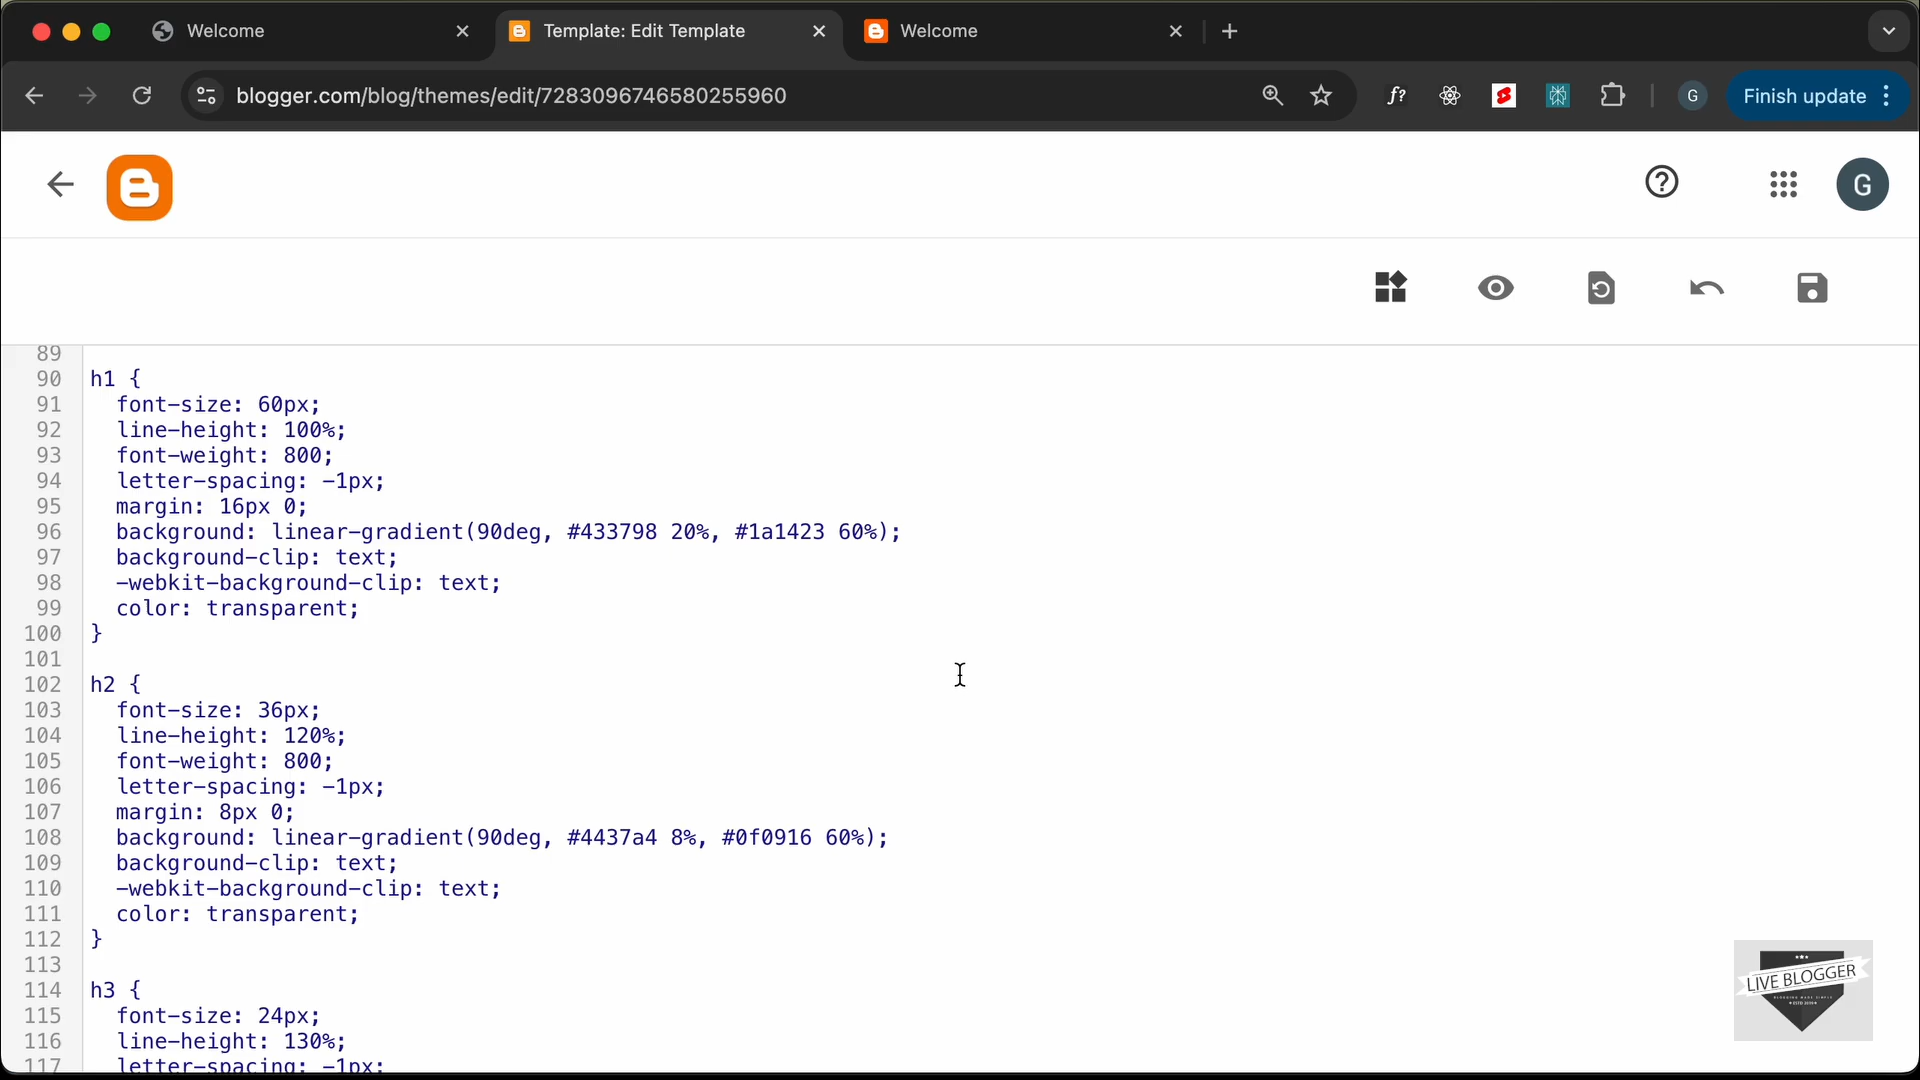 Welcome
Template: Edit Template
Welcome
blogger.com/blog/themes/edit/7283096746580255960
f?
G
Finish update
G
89
90 h1 {
91 font-size: 60px;
92 line-height: 100%;
93 font-weight: 800;
94 letter-spacing: -1px;
95 margin: 16px 0;
96 background: linear-gradient(90deg, #433798 20%, #1a1423 60%);
97 background-clip: text;
98 -webkit-background-clip: text;
99 color: transparent;
100 }
101
102 h2 {
103 font-size: 36px;
104 line-height: 120%;
105 font-weight: 800;
106 letter-spacing: -1px;
107 margin: 8px 0;
108 background: linear-gradient(90deg, #4437a4 8%, #0f0916 60%);
109 background-clip: text;
110 -webkit-background-clip: text;
111 color: transparent;
112 }
113
114 h3 {
115 font-size: 24px;
116 line-height: 130%;
117 letter-spacing: -1px;
LIVE BLOGGER